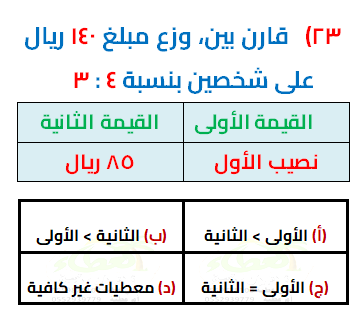 ٢٣) قارن بين، وزع مبلغ ١٤٠ ريال
على شخصين بنسبة ٤ : ٣
القيمة الأولى القيمة الثانية
نصيب الأول ٨٥ ريال
(أ) الأولى > الثانية (ب) الثانية > الأولى
(ج) الأولى = الثانية (د) معطيات غير كافية